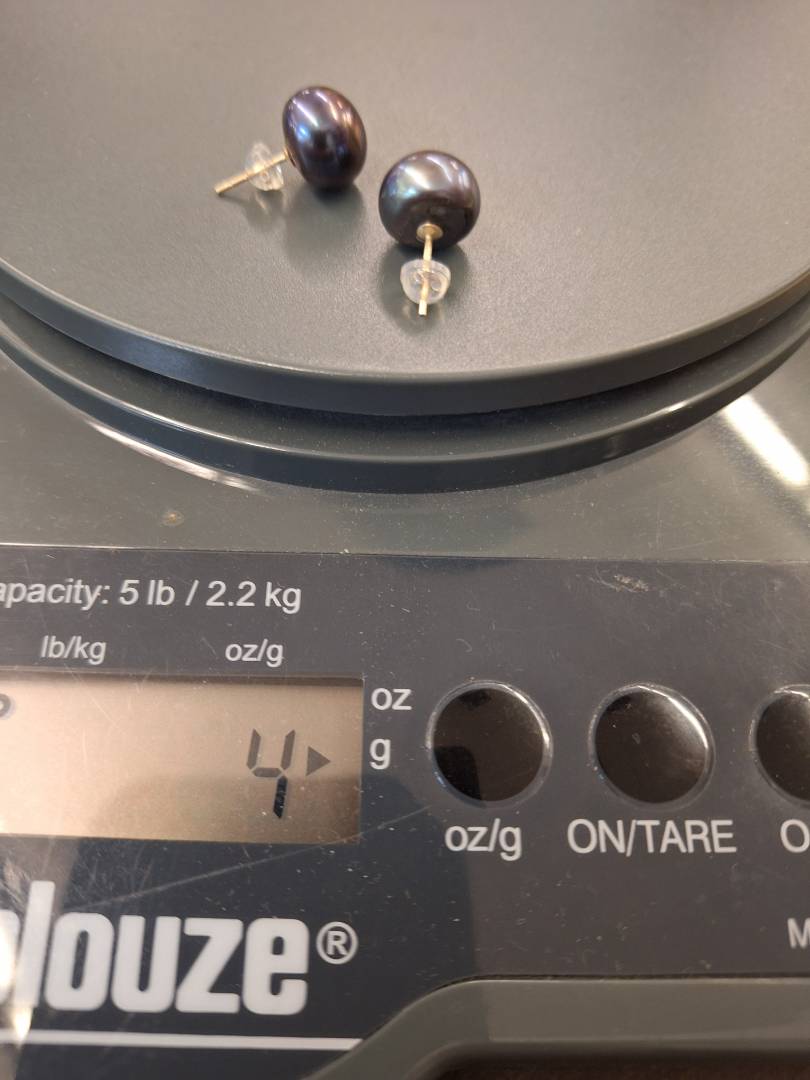 apacity: 5 lb / 2.2 kg
lb/kg oz/g
oz
4 g
oz/g ON/TARE O
louze®
M